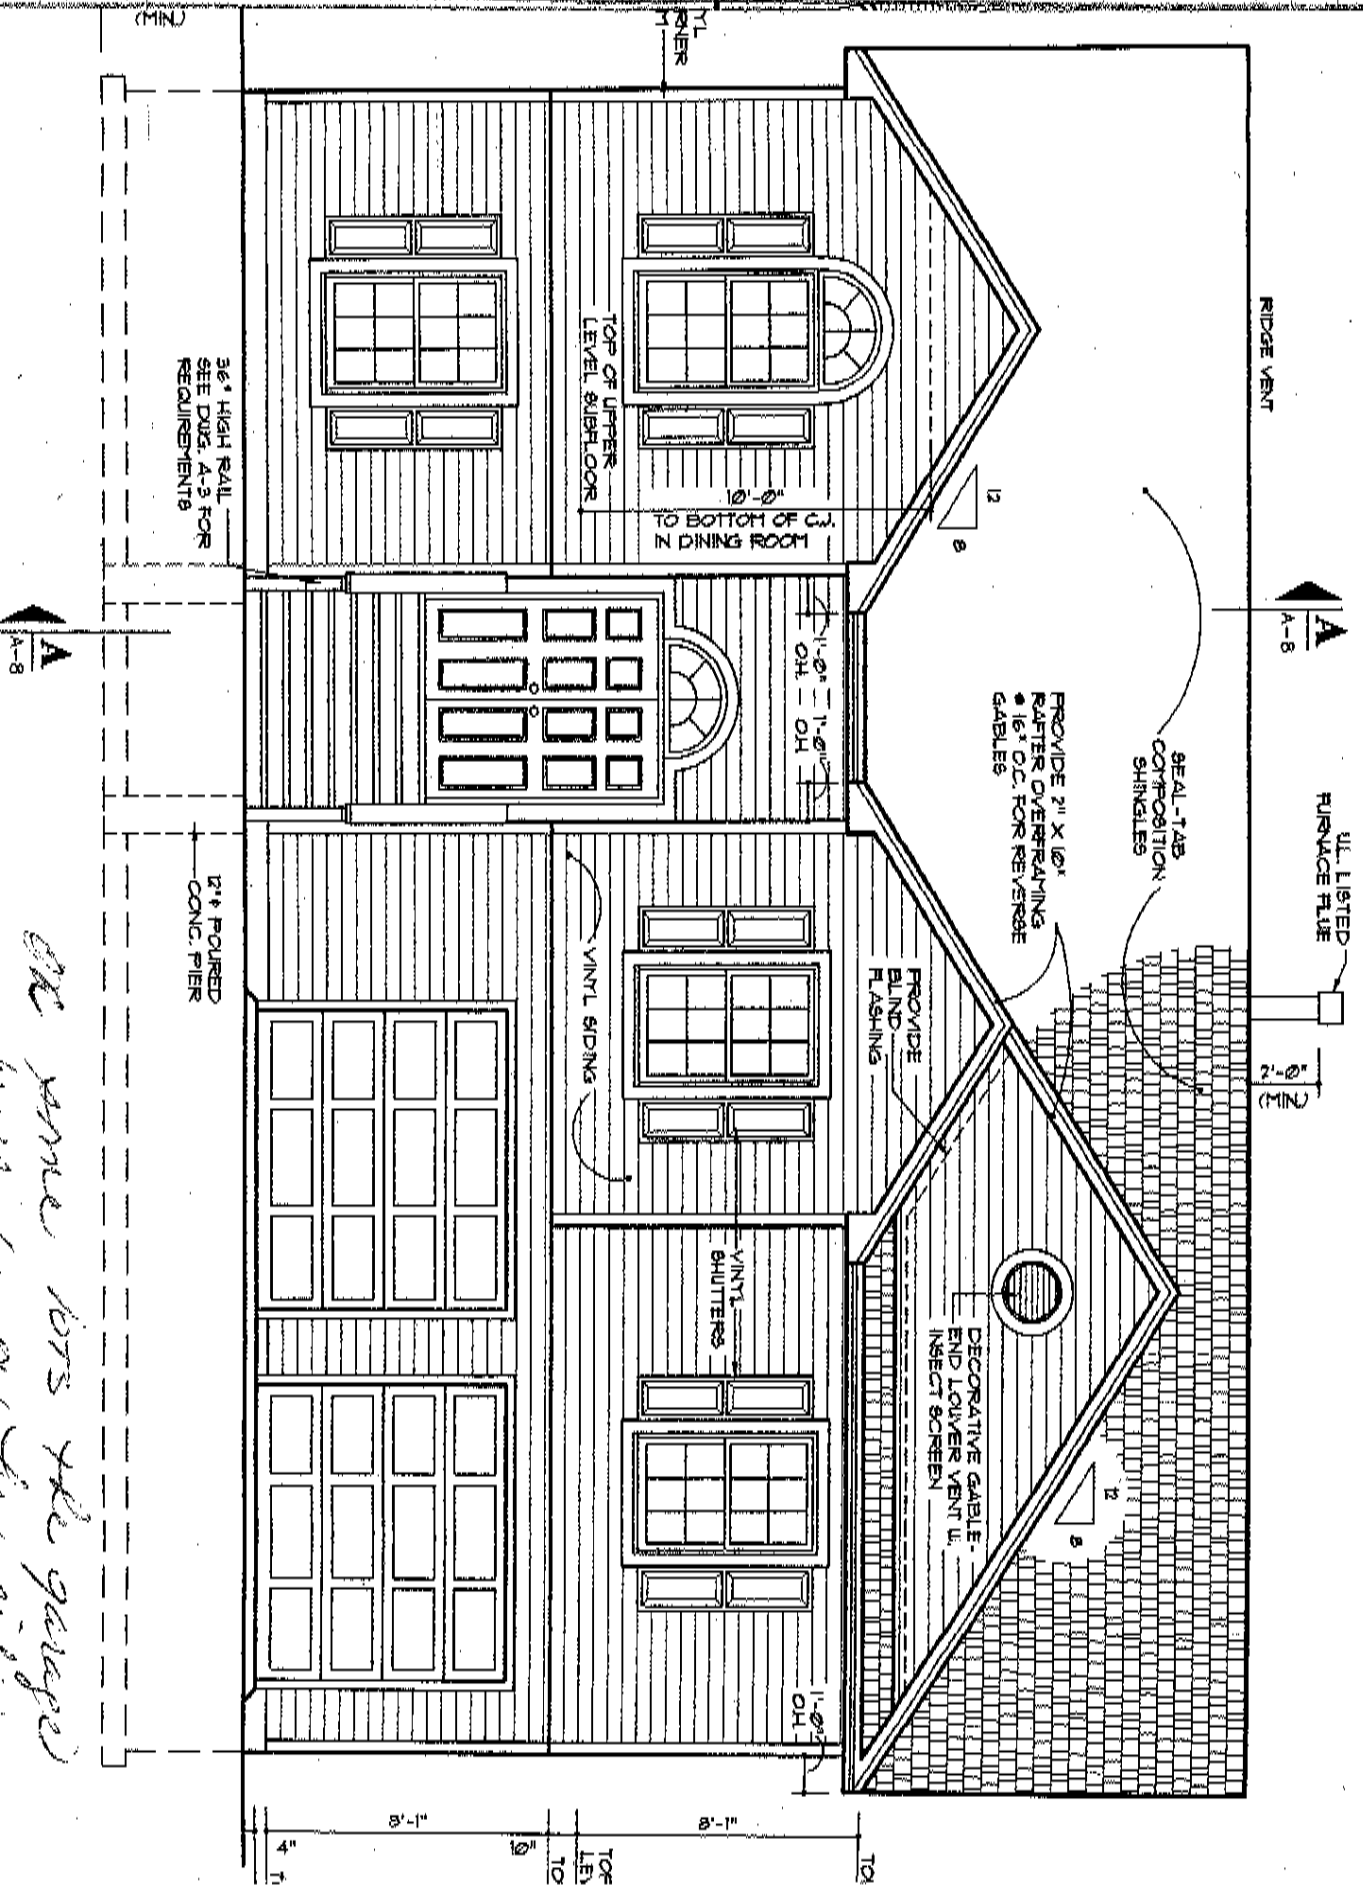 RIDGE VENT
U.L. LISTED
FURNACE FLUE
2'-0"
(MIN.)
A
A-8
SEAL-TAB
COMPOSITION
SHINGLES
PROVIDE 2" X 10"
RAFTER OVERFRAMING
@ 16" O.C. FOR REVERSE
GABLES
12
8
12
8
PROVIDE
BLIND
FLASHING
DECORATIVE GABLE-
END LOUVER VENT W.
INSECT SCREEN
10'-0"
TO BOTTOM OF C.J.
IN DINING ROOM
1'-0"
O.H.
1'-0"
O.H.
1'-0"
O.H.
TOP OF UPPER
LEVEL SUBFLOOR
VINYL
SHUTTERS
VINYL SIDING
8'-1"
10"
8'-1"
4"
36" HIGH RAIL
SEE DWG. A-3 FOR
REQUIREMENTS
12"ϕ POURED
CONC. PIER
(MIN.)
A
A-8
the garage)